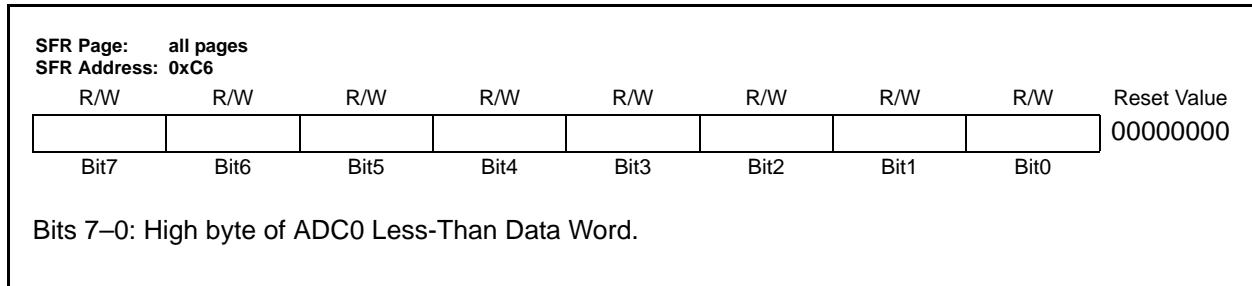 SFR Page: all pages
SFR Address: 0xC6
R/W R/W R/W R/W R/W R/W R/W R/W Reset Value
00000000
Bit7 Bit6 Bit5 Bit4 Bit3 Bit2 Bit1 Bit0
Bits 7–0: High byte of ADC0 Less-Than Data Word.